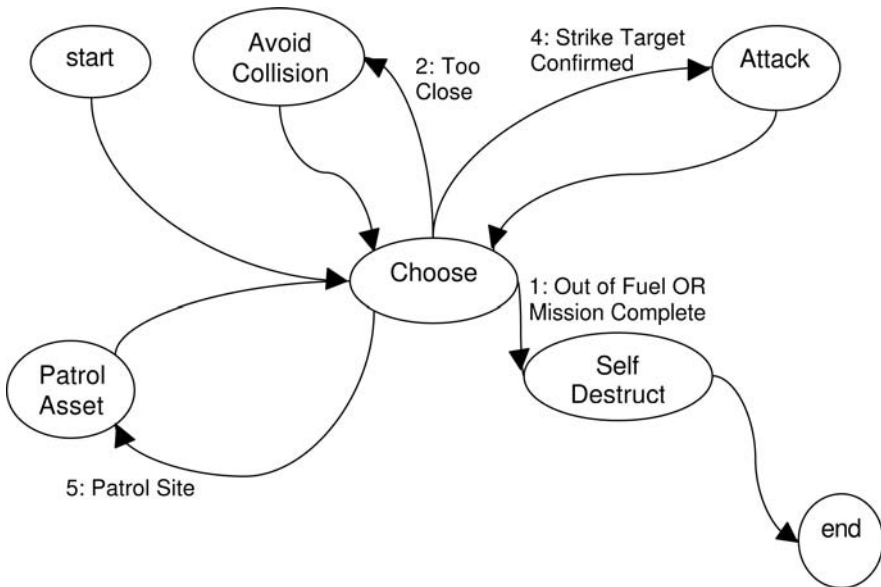 start
Avoid
Collision
2: Too
Close
4: Strike Target
Confirmed
Attack
Choose
1: Out of Fuel OR
Mission Complete
Patrol
Asset
Self
Destruct
5: Patrol Site
end